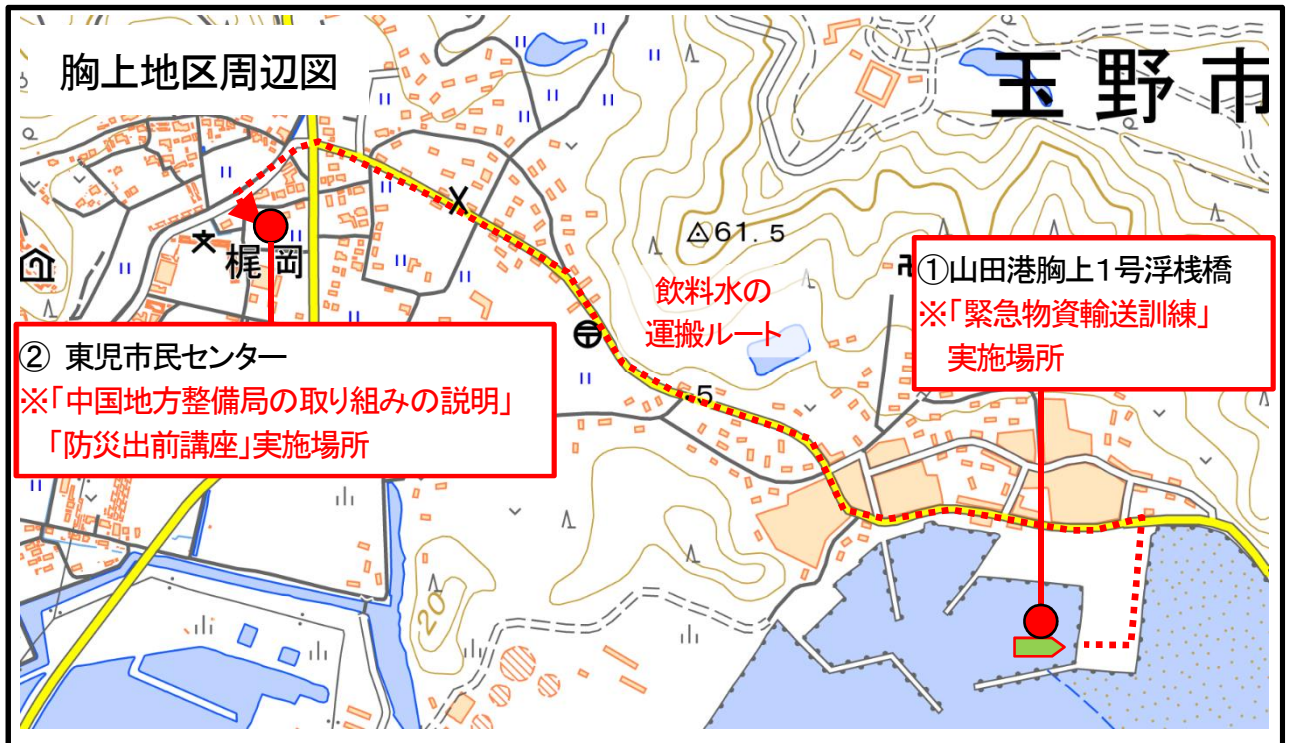 胸上地区周辺図
玉野市
61.5
飲料水の
運搬ルート
①山田港胸上1号浮桟橋
※「緊急物資輸送訓練」
実施場所
梶岡
② 東児市民センター
※「中国地方整備局の取り組みの説明」
「防災出前講座」実施場所
.5
20